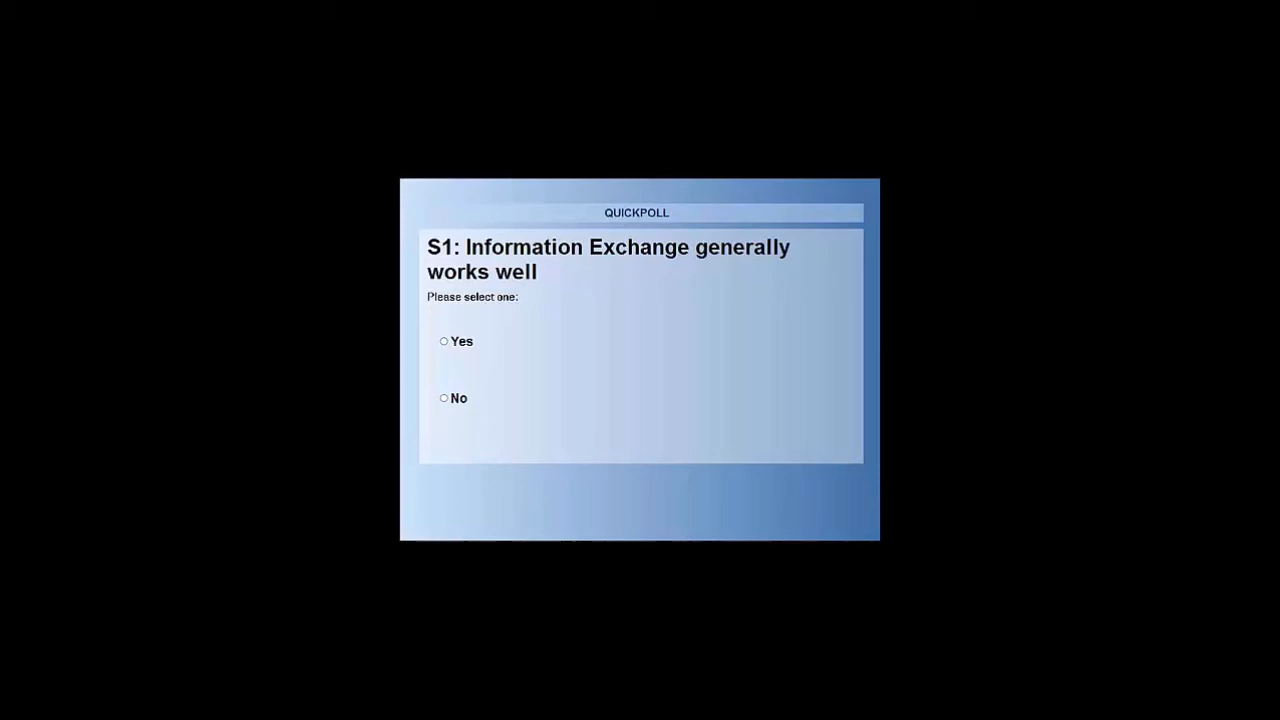 QUICKPOLL
S1: Information Exchange generally
works well
Please select one:
Yes
No